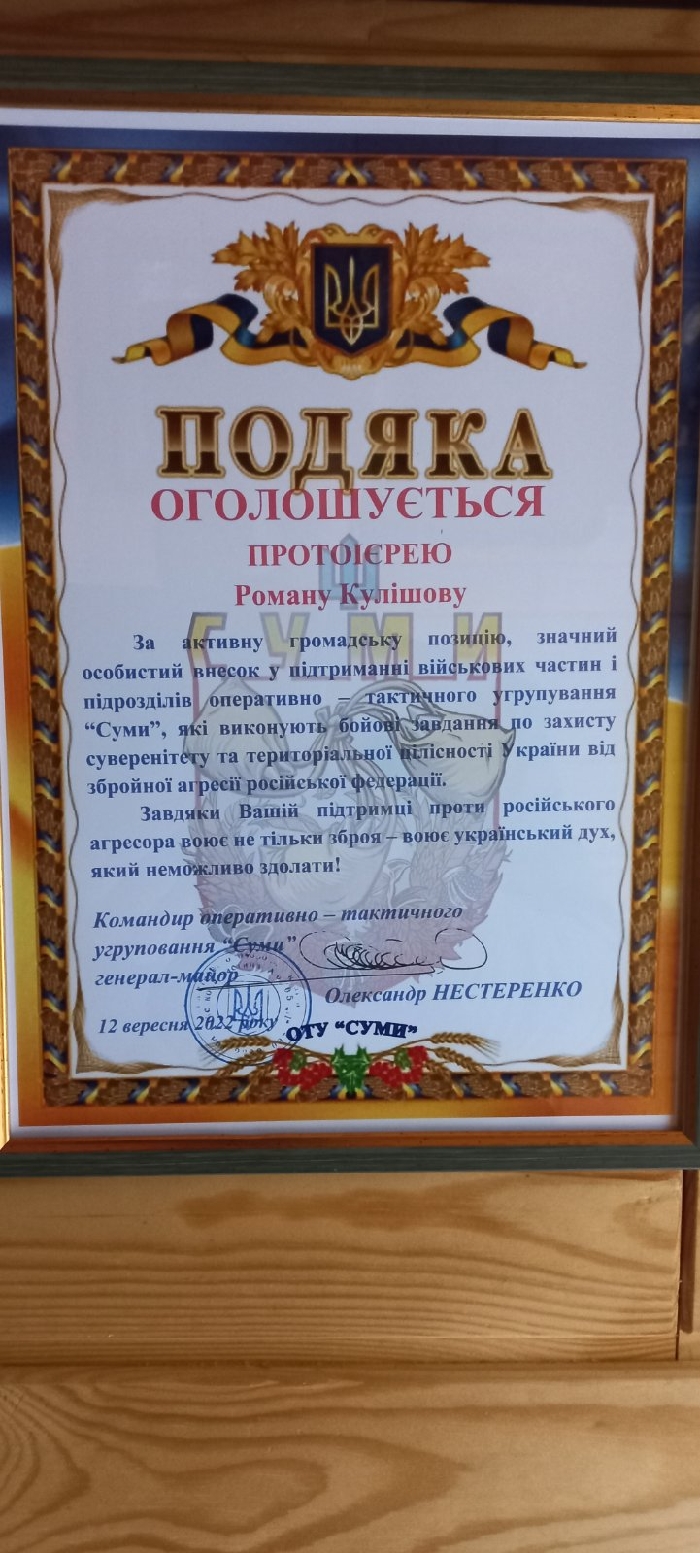 ПОДЯКА
ОГОЛОШУЄТЬСЯ
ПРОТОІЄРЕЮ
Роману Кулішову
СУМИ
За активну громадську позицію, значний
особистий внесок у підтриманні військових частин і
підрозділів оперативно – тактичного угрупування
“Суми”, які виконують бойові завдання по захисту
суверенітету та територіальної цілісності України від
збройної агресії російської федерації.
Завдяки Вашій підтримці проти російського
агресора воює не тільки зброя – воює український дух,
який неможливо здолати!
Командир оперативно – тактичного
угруповання “Суми”
генерал-майор
Олександр НЕСТЕРЕНКО
12 вересня 2022 року
ОТУ “СУМИ”